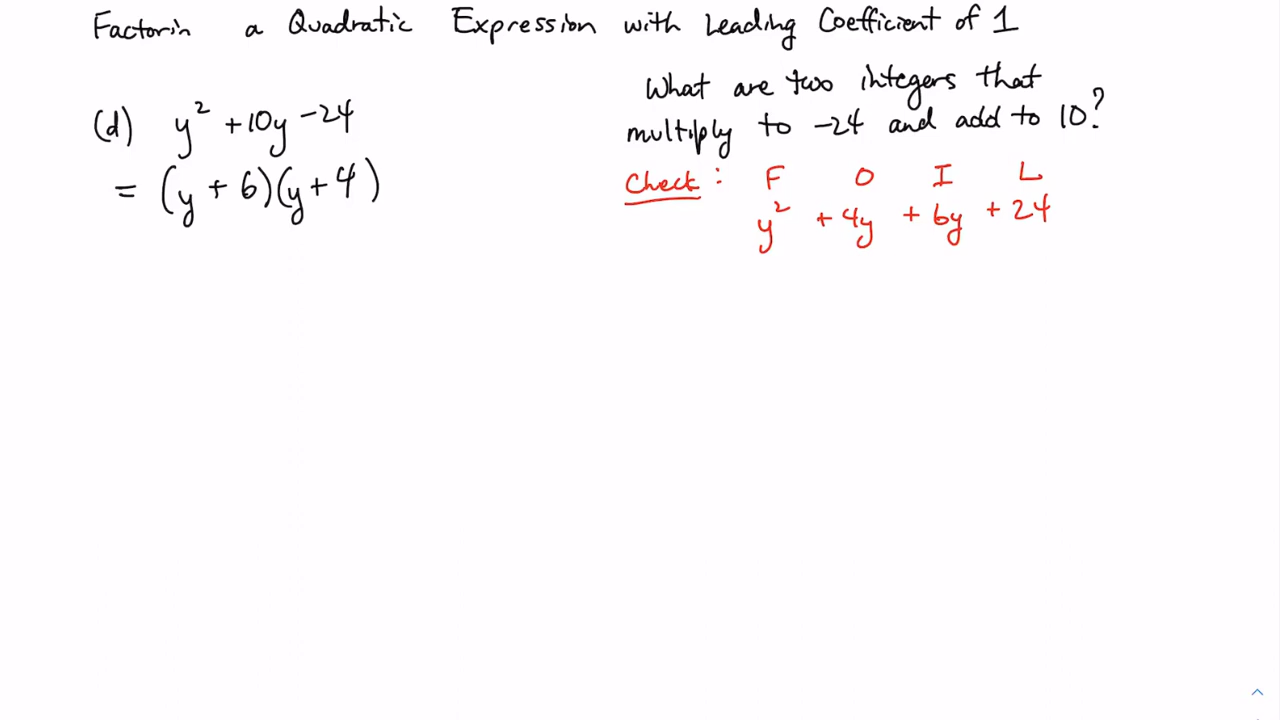 Factorin a Quadratic Expression with Leading Coefficient of 1
What are two integers that
multiply to -24 and add to 10?
(d) y² +10y -24
= (y + 6)(y + 4)
Check: F O I L
y² + 4y + 6y + 24